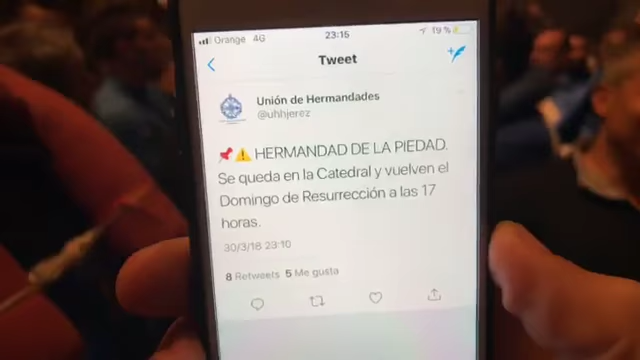 Orange 4G 23:15 19 %
Tweet
Unión de Hermandades
@uhhjerez
📌⚠️ HERMANDAD DE LA PIEDAD.
Se queda en la Catedral y vuelven el
Domingo de Resurrección a las 17
horas.
30/3/18 23:10
8 Retweets 5 Me gusta